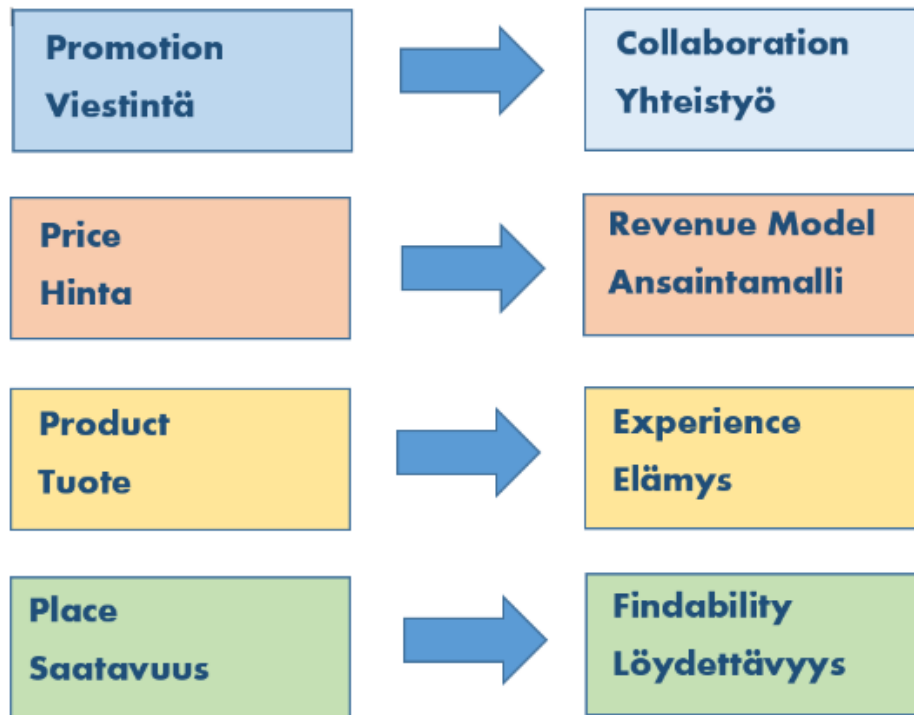 Promotion
Viestintä
Collaboration
Yhteistyö
Price
Hinta
Revenue Model
Ansaintamalli
Product
Tuote
Experience
Elämys
Place
Saatavuus
Findability
Löydettävyys